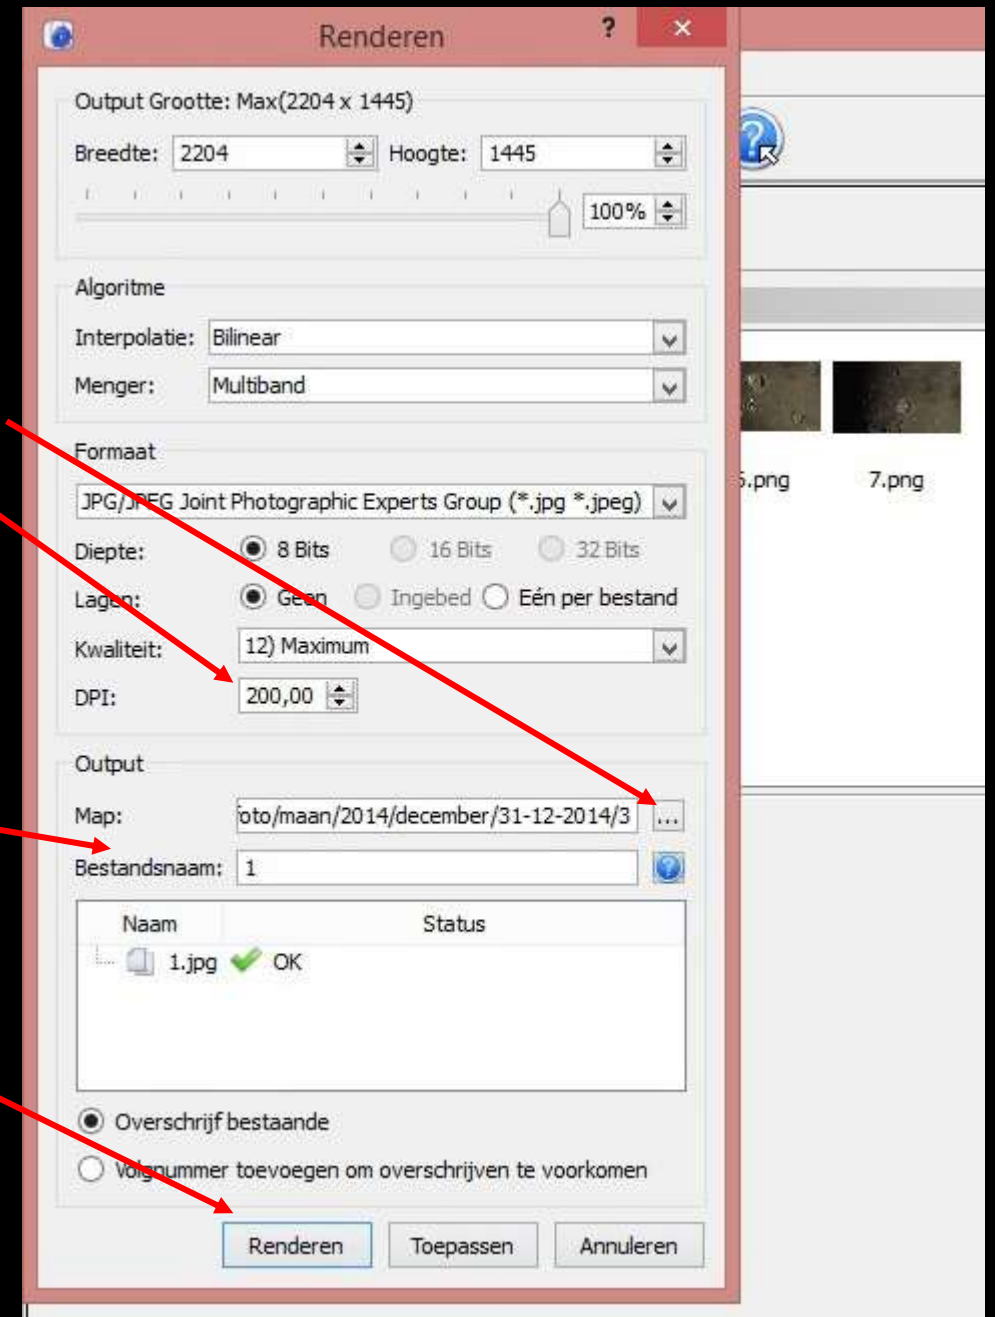 Renderen
?
Output Grootte: Max(2204 x 1445)
Breedte: 2204 Hoogte: 1445
100%
Algoritme
Interpolatie: Bilinear
Menger: Multiband
Formaat
JPG/JPEG Joint Photographic Experts Group (*.jpg *.jpeg)
Diepte: 8 Bits 16 Bits 32 Bits
Lagen: Geen Ingebed Eén per bestand
Kwaliteit: 12) Maximum
DPI: 200,00
Output
Map: foto/maan/2014/december/31-12-2014/3 ...
Bestandsnaam: 1
Naam Status
1.jpg OK
Overschrijf bestaande
Volgnummer toevoegen om overschrijven te voorkomen
Renderen Toepassen Annuleren
.png 7.png